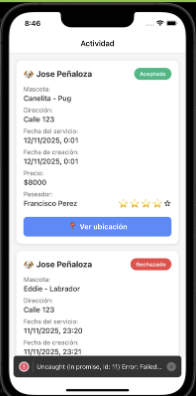 8:46
Actividad
Jose Peñaloza
Aceptado
Mascota:
Canelita - Pug
Dirección:
Calle 123
Fecha del servicio:
12/11/2025, 0:01
Fecha de creación:
12/11/2025, 0:01
Precio:
$8000
Paseador:
Francisco Perez
Ver ubicación
Jose Peñaloza
Rechazado
Mascota:
Eddie - Labrador
Dirección:
Calle 123
Fecha del servicio:
11/11/2025, 23:20
Fecha de creación:
11/11/2025, 23:21
Uncaught (in promise, id: 11) Error: Failed...